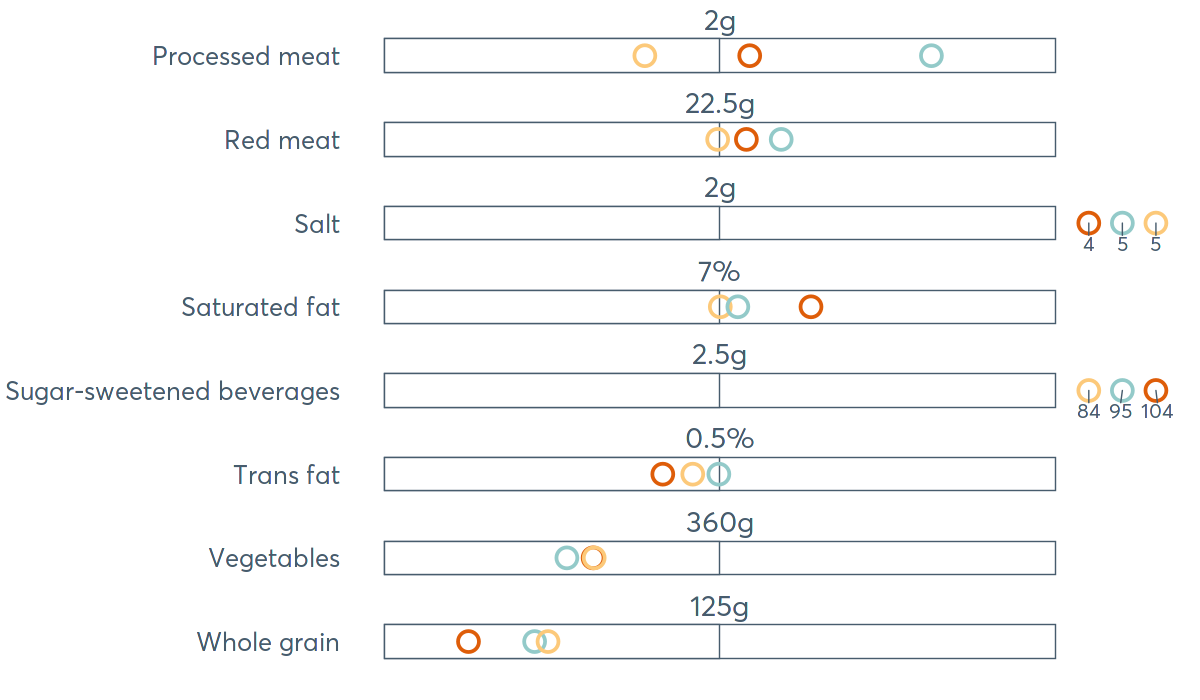 2g
Processed meat
22.5g
Red meat
2g
Salt
4 5 5
7%
Saturated fat
2.5g
Sugar-sweetened beverages
84 95 104
0.5%
Trans fat
360g
Vegetables
125g
Whole grain